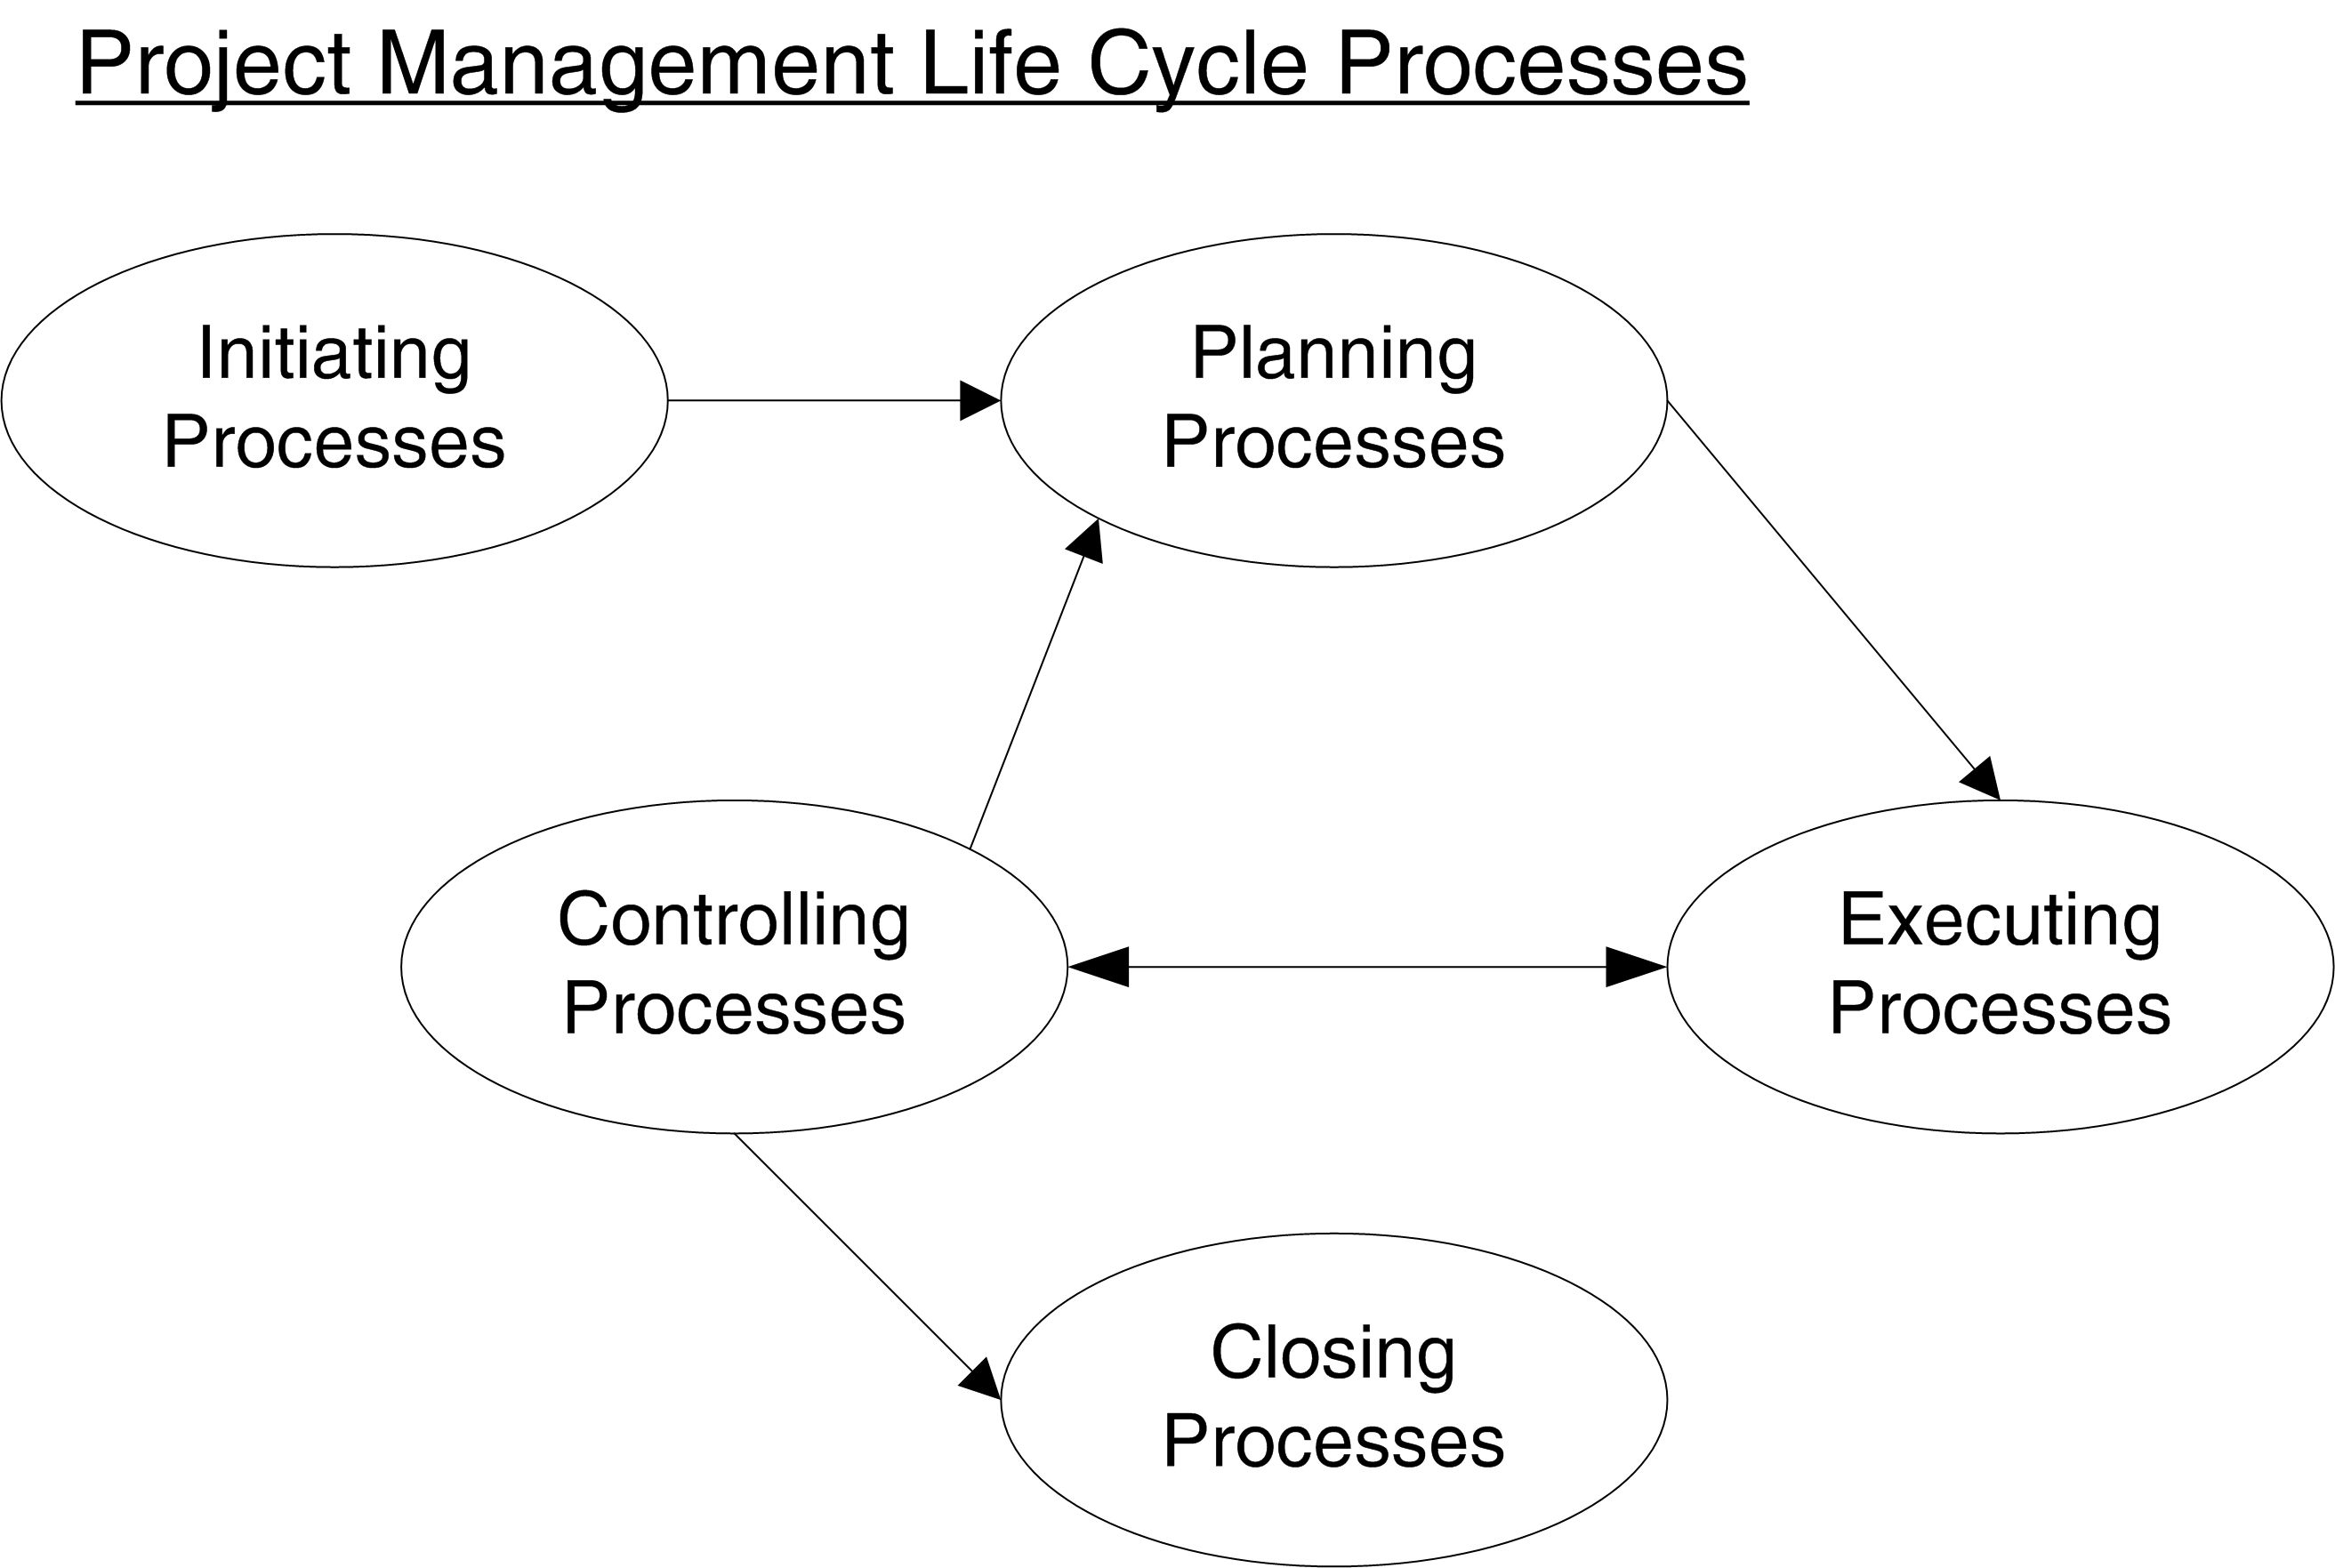 Project Management Life Cycle Processes
Initiating
Processes
Planning
Processes
Controlling
Processes
Executing
Processes
Closing
Processes